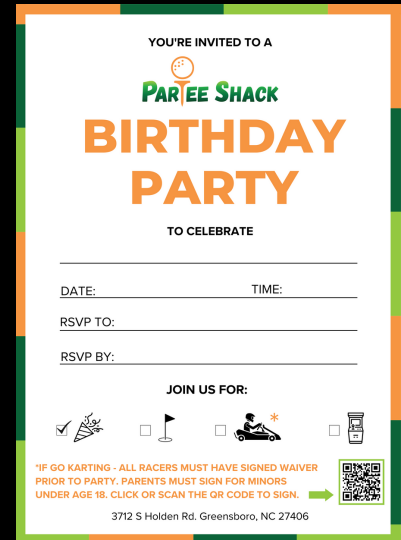 YOU'RE INVITED TO A
PARTEE SHACK
BIRTHDAY
PARTY
TO CELEBRATE
DATE: TIME:
RSVP TO:
RSVP BY:
JOIN US FOR:
*
*IF GO KARTING - ALL RACERS MUST HAVE SIGNED WAIVER
PRIOR TO PARTY. PARENTS MUST SIGN FOR MINORS
UNDER AGE 18. CLICK OR SCAN THE QR CODE TO SIGN.
3712 S Holden Rd. Greensboro, NC 27406